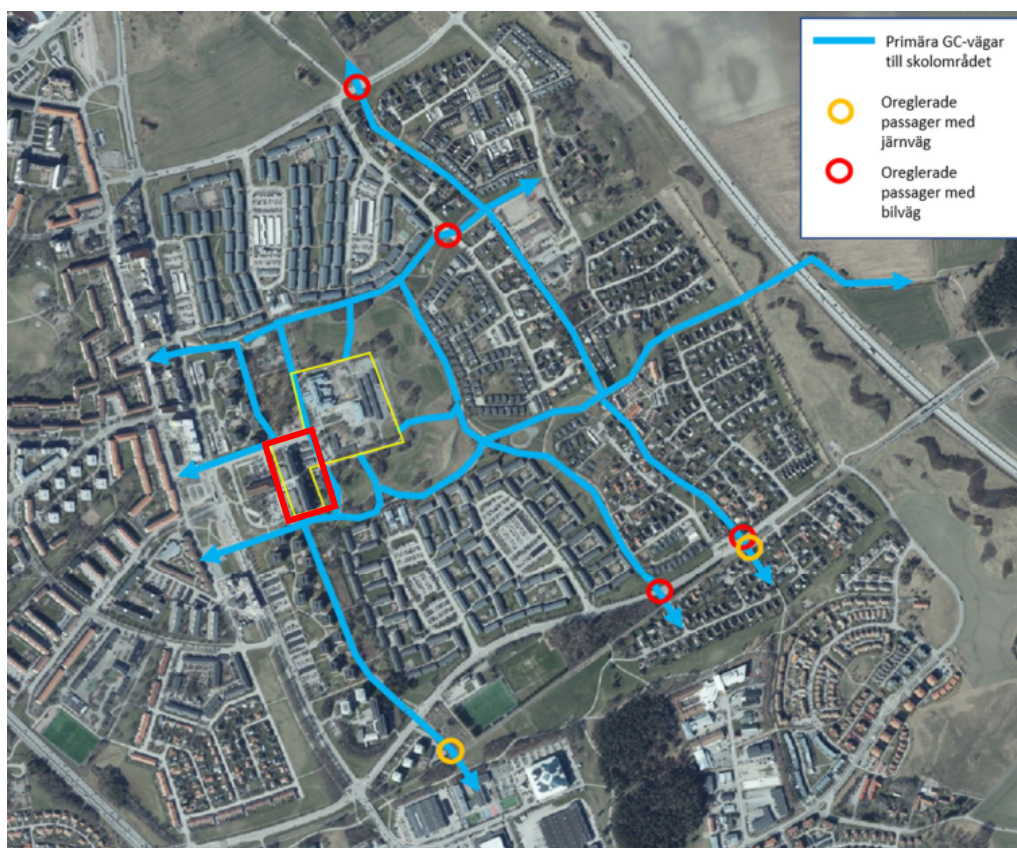 Primära GC-vägar
till skolområdet
Oreglerade
passager med
järnväg
Oreglerade
passager med
bilväg